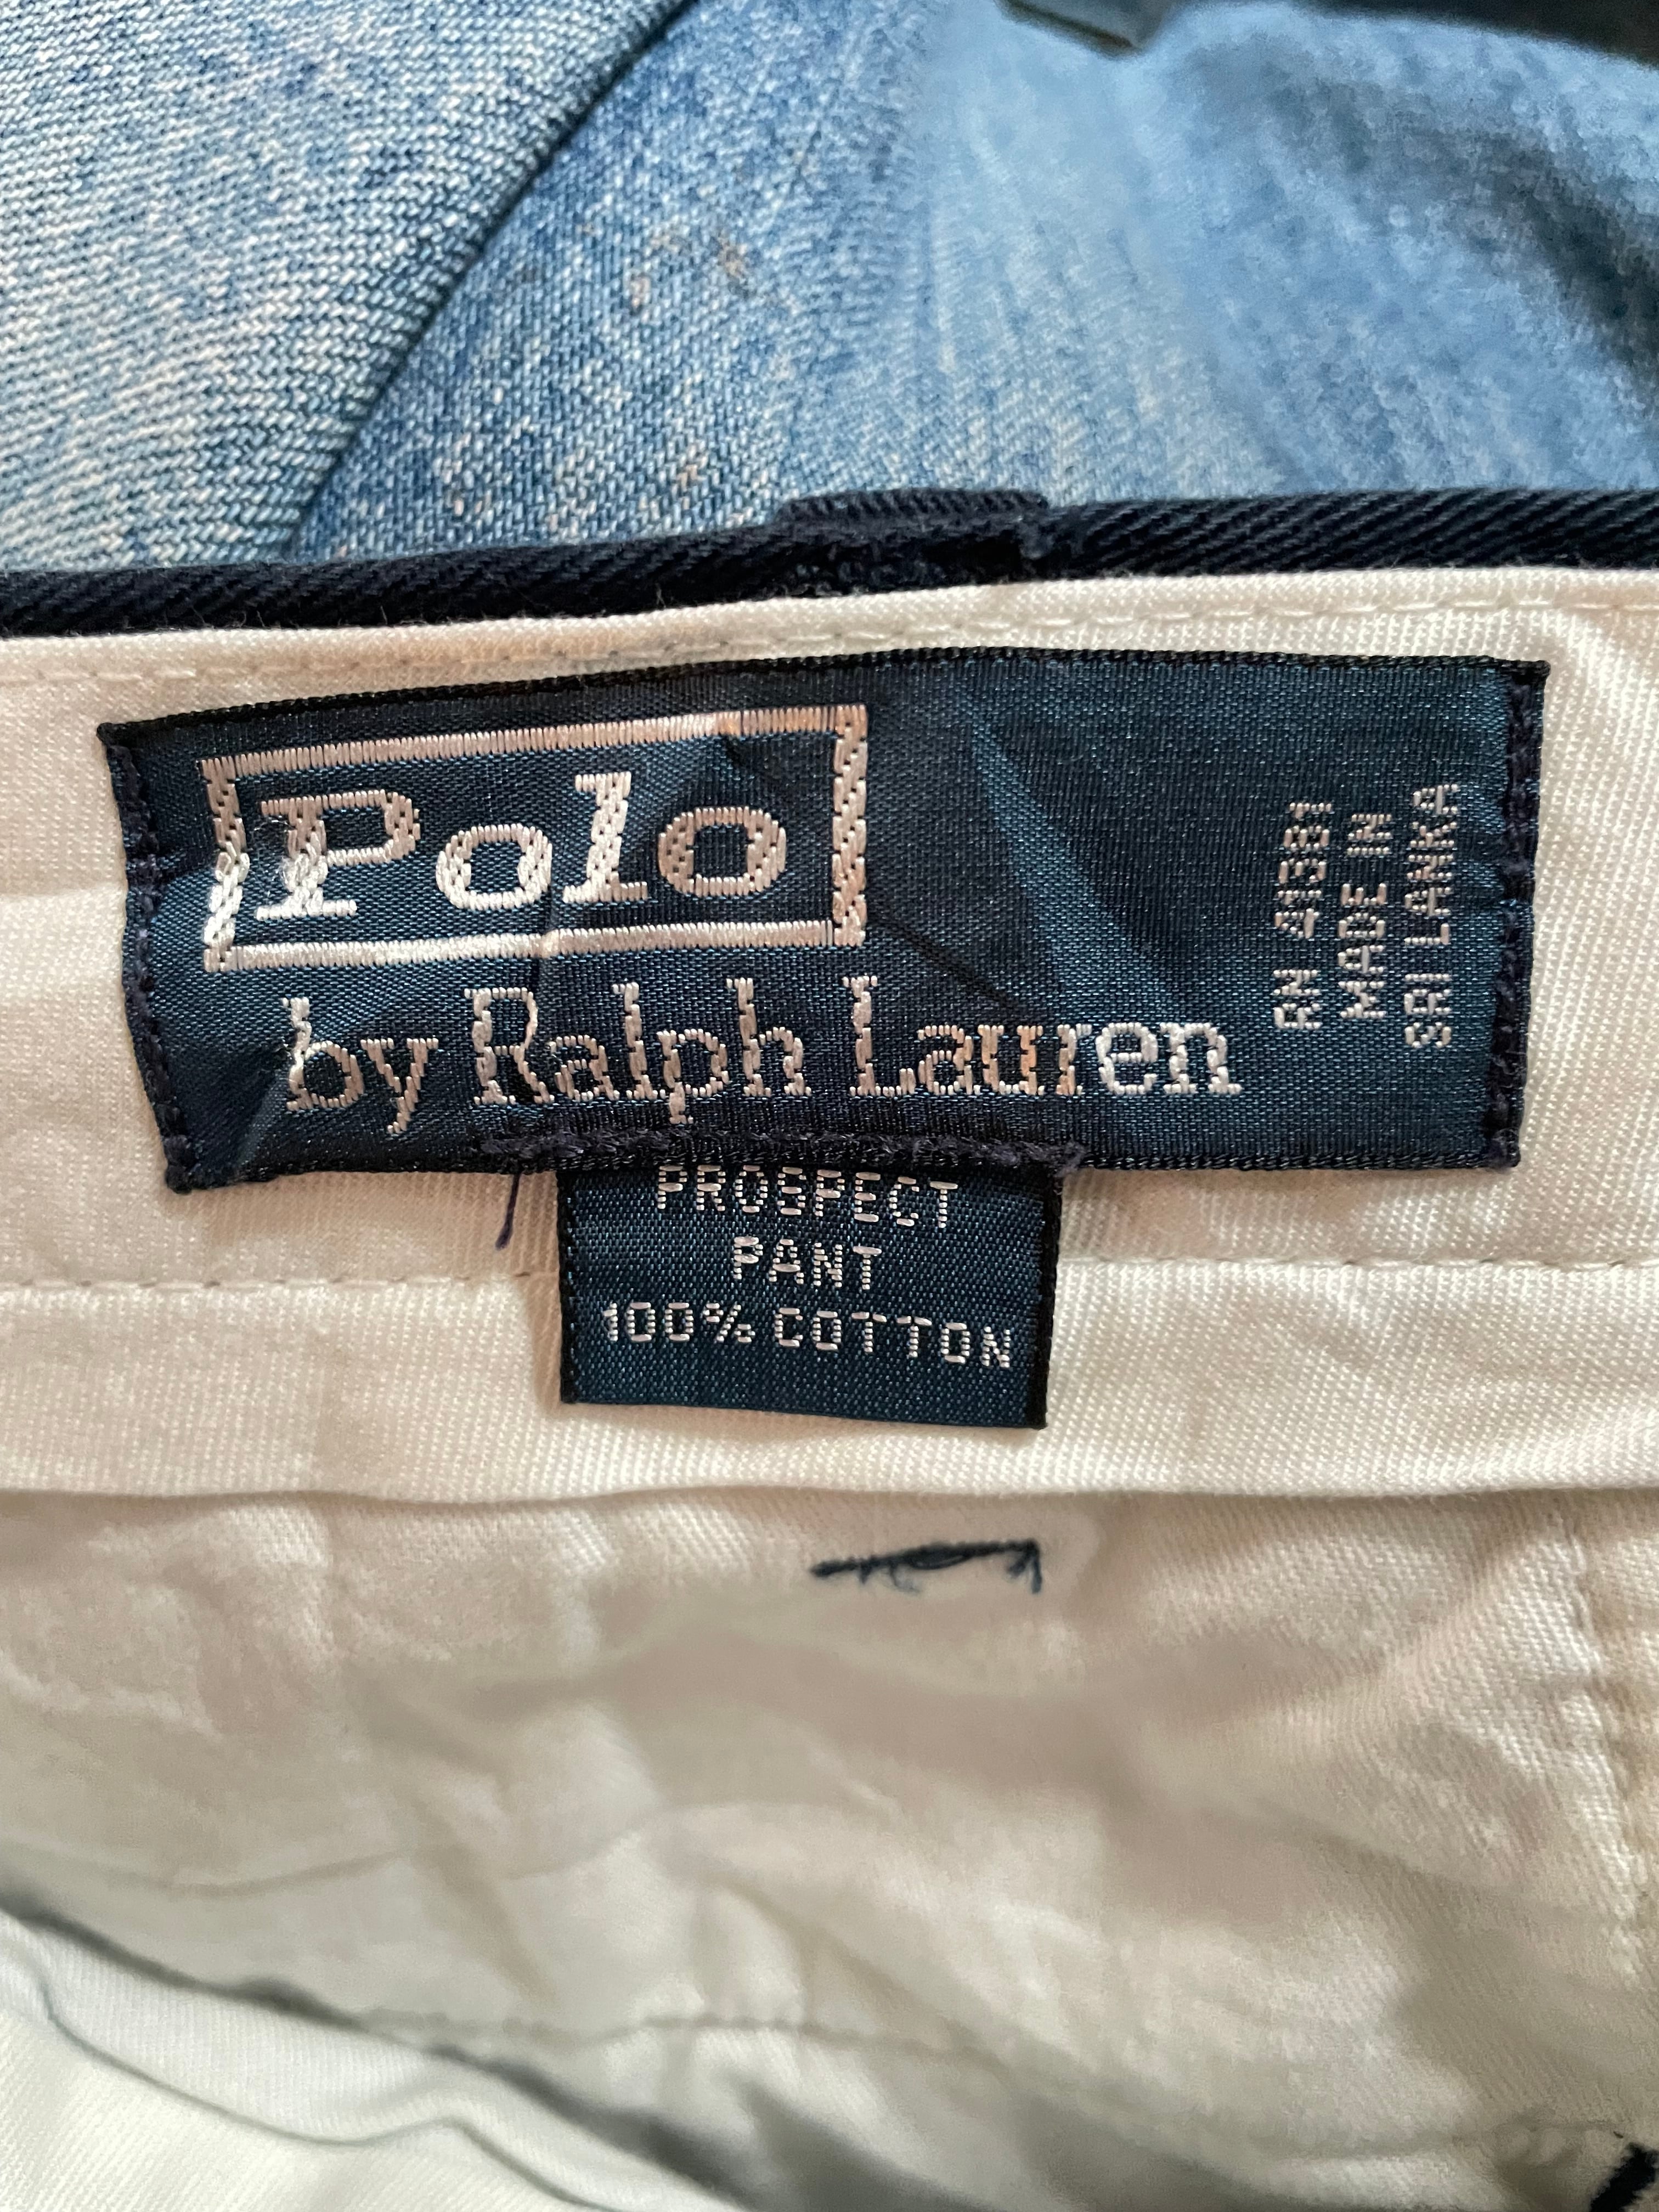 Polo
by Ralph Lauren
RN 41381
MADE IN
SRI LANKA
PROSPECT
PANT
100% COTTON